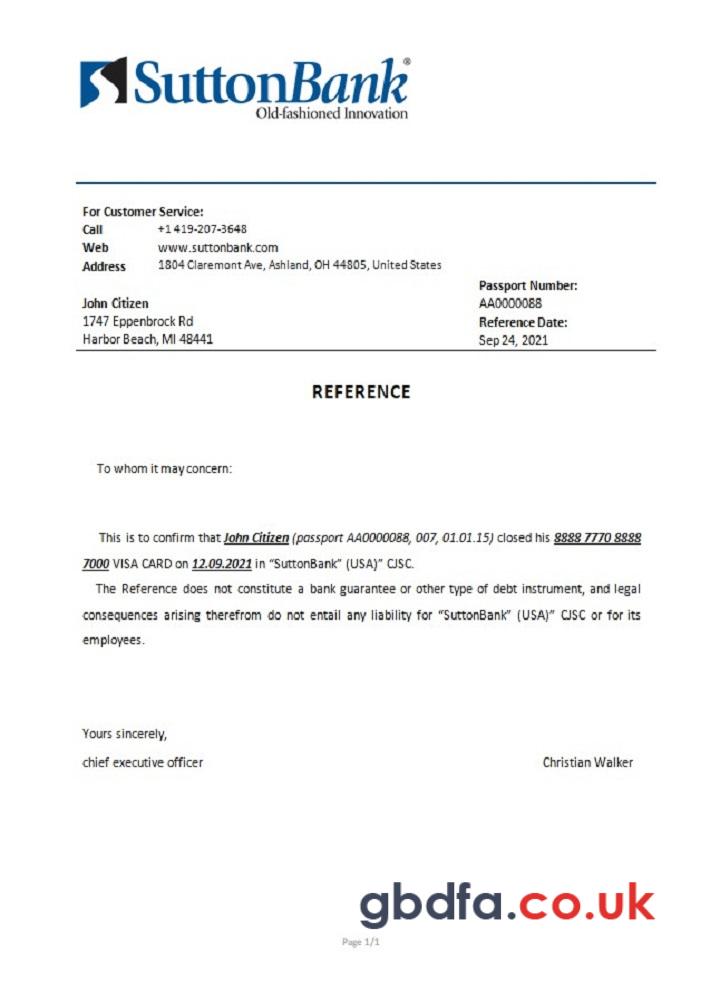 SuttonBank®
Old-fashioned Innovation
For Customer Service:
Call +1 419-207-3648
Web www.suttonbank.com
Address 1804 Claremont Ave, Ashland, OH 44805, United States
Passport Number:
John Citizen AA0000088
1747 Eppenbrock Rd Reference Date:
Harbor Beach, MI 48441 Sep 24, 2021
REFERENCE
To whom it may concern:
This is to confirm that John Citizen (passport AA0000088, 007, 01.01.15) closed his 8888 7770 8888
7000 VISA CARD on 12.09.2021 in “SuttonBank” (USA)” CJSC.
The Reference does not constitute a bank guarantee or other type of debt instrument, and legal
consequences arising therefrom do not entail any liability for “SuttonBank” (USA)” CJSC or for its
employees.
Yours sincerely,
chief executive officer Christian Walker
gbdfa.co.uk
Page 1/1